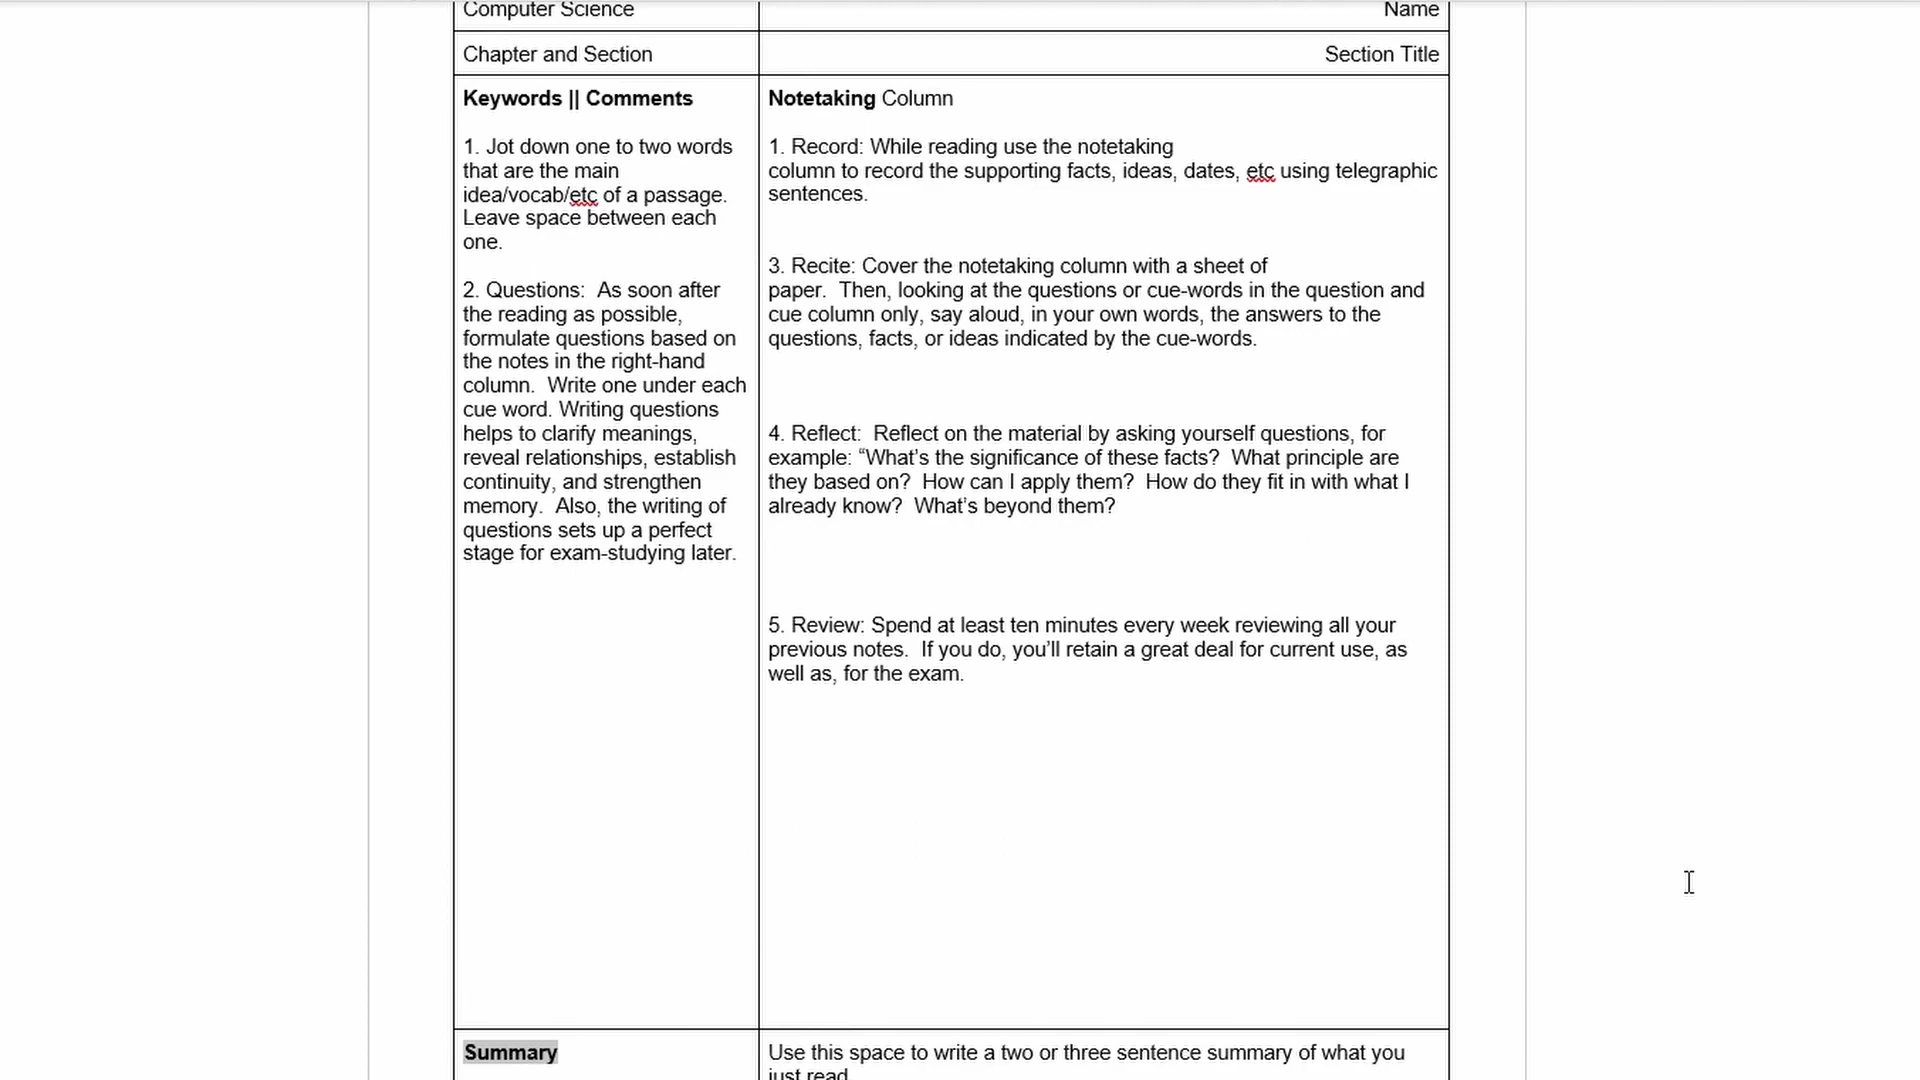 Computer Science
Name
Chapter and Section
Section Title
Keywords || Comments
1. Jot down one to two words
that are the main
idea/vocab/etc of a passage.
Leave space between each
one.
2. Questions:  As soon after
the reading as possible,
formulate questions based on
the notes in the right-hand
column.  Write one under each
cue word. Writing questions
helps to clarify meanings,
reveal relationships, establish
continuity, and strengthen
memory.  Also, the writing of
questions sets up a perfect
stage for exam-studying later.
Notetaking Column
1. Record: While reading use the notetaking
column to record the supporting facts, ideas, dates, etc using telegraphic
sentences.
3. Recite: Cover the notetaking column with a sheet of
paper.  Then, looking at the questions or cue-words in the question and
cue column only, say aloud, in your own words, the answers to the
questions, facts, or ideas indicated by the cue-words.
4. Reflect:  Reflect on the material by asking yourself questions, for
example: “What’s the significance of these facts?  What principle are
they based on?  How can I apply them?  How do they fit in with what I
already know?  What’s beyond them?
5. Review: Spend at least ten minutes every week reviewing all your
previous notes.  If you do, you’ll retain a great deal for current use, as
well as, for the exam.
Summary
Use this space to write a two or three sentence summary of what you
just read